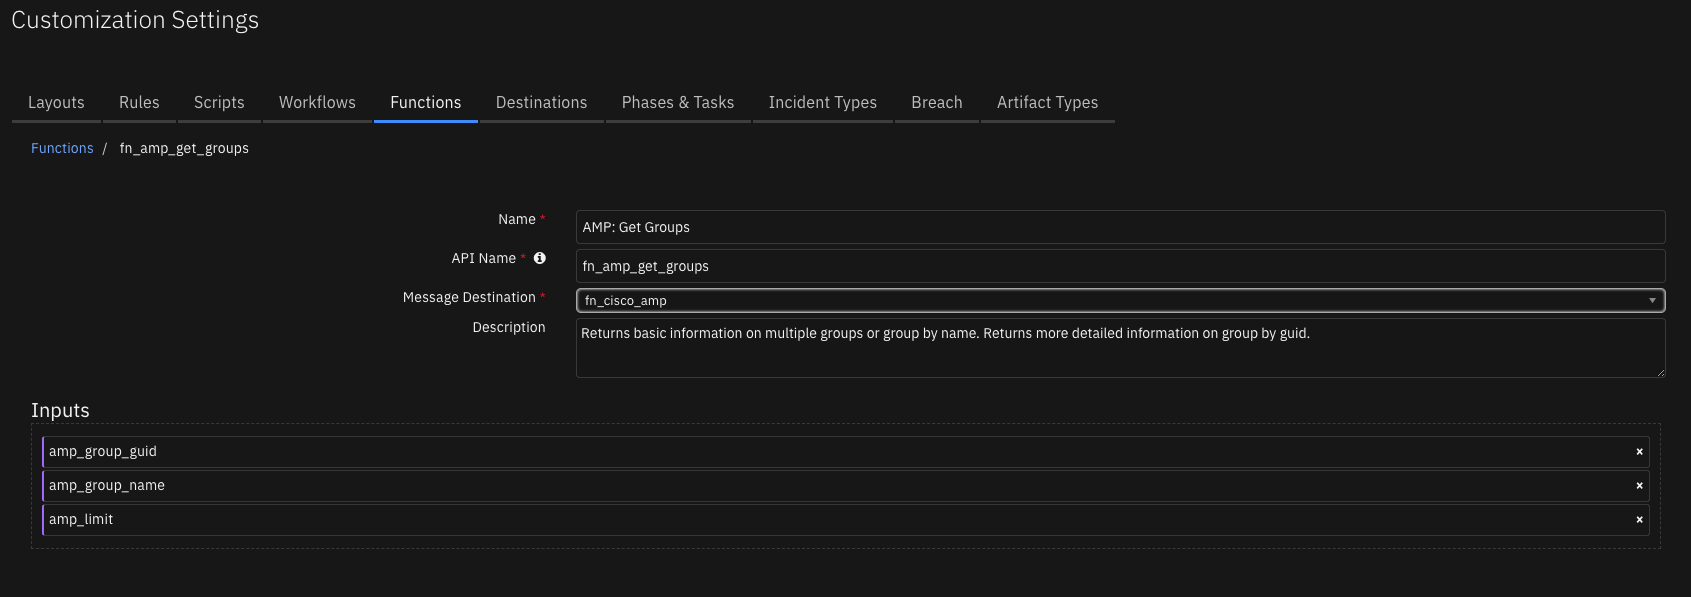 Customization Settings
Layouts Rules Scripts Workflows Functions Destinations Phases & Tasks Incident Types Breach Artifact Types
Functions / fn_amp_get_groups
Name * AMP: Get Groups
API Name * fn_amp_get_groups
Message Destination * fn_cisco_amp
Description Returns basic information on multiple groups or group by name. Returns more detailed information on group by guid.
Inputs
amp_group_guid ×
amp_group_name ×
amp_limit ×